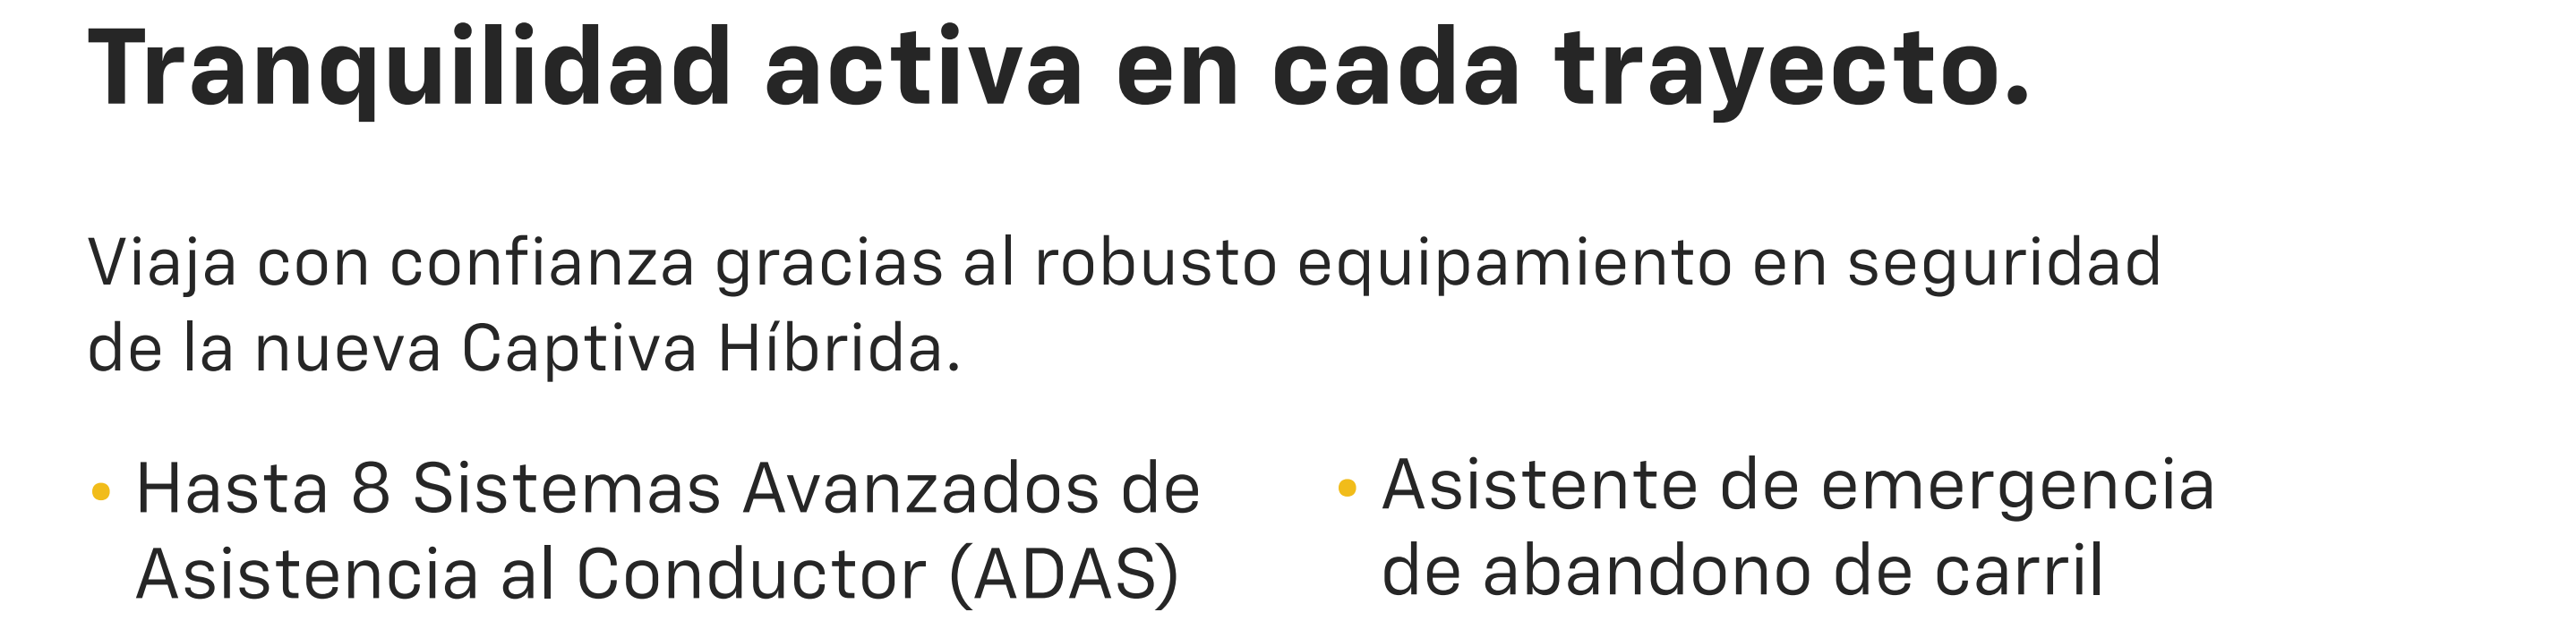 Tranquilidad activa en cada trayecto.
Viaja con confianza gracias al robusto equipamiento en seguridad
de la nueva Captiva Híbrida.
• Hasta 8 Sistemas Avanzados de
Asistencia al Conductor (ADAS)
• Asistente de emergencia
de abandono de carril